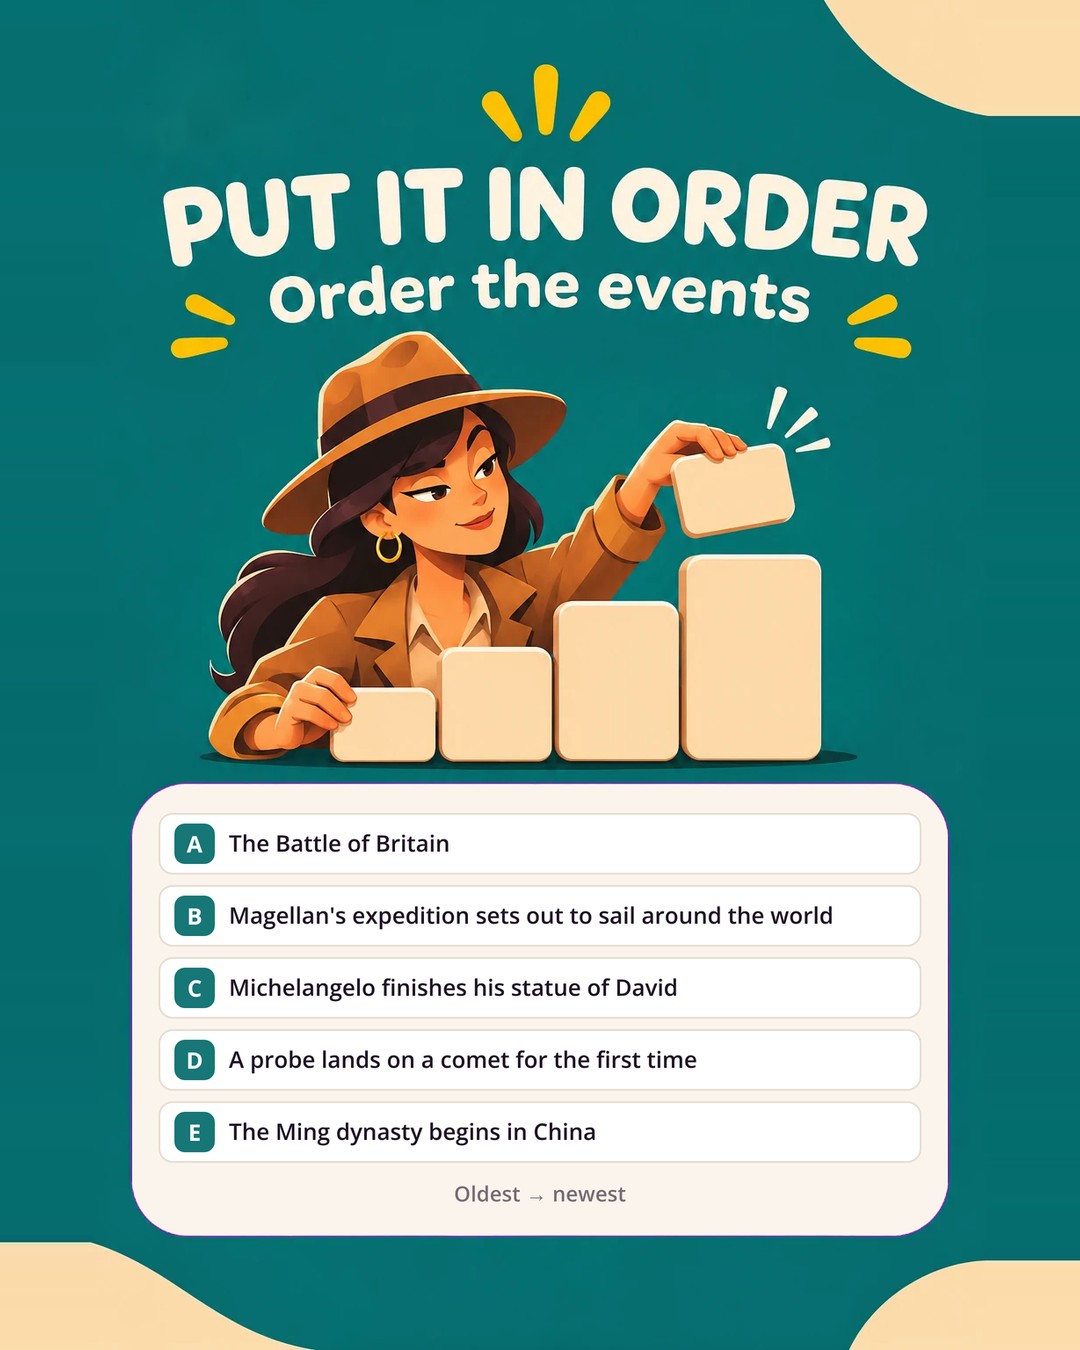 PUT IT IN ORDER
Order the events
A The Battle of Britain
B Magellan's expedition sets out to sail around the world
C Michelangelo finishes his statue of David
D A probe lands on a comet for the first time
E The Ming dynasty begins in China
Oldest → newest